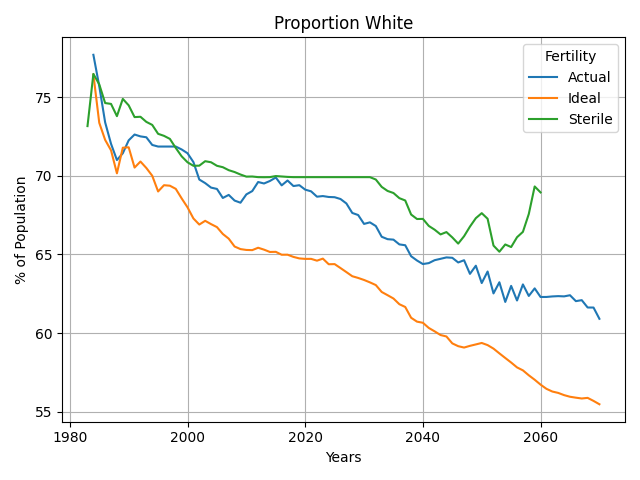 Proportion White
Fertility
Actual
Ideal
Sterile
75
70
65
60
55
% of Population
1980
2000
2020
2040
2060
Years